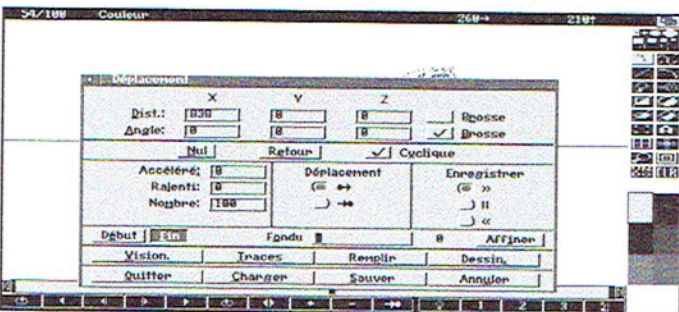 54/100 Couleur 260→ 210↑
Déplacement
X Y Z
Dist.: 0 0 Brosse
Angle: 0 0 0 Brosse
Nul Retour Cyclique
Accéléré: 0 Déplacement Enregistrer
Ralenti: 0 »
Nombre: 100 II
«
Début Fin Fondu 0 Affiner
Vision. Traces Remplir Dessin.
Quitter Charger Sauver Annuler
1 2 3